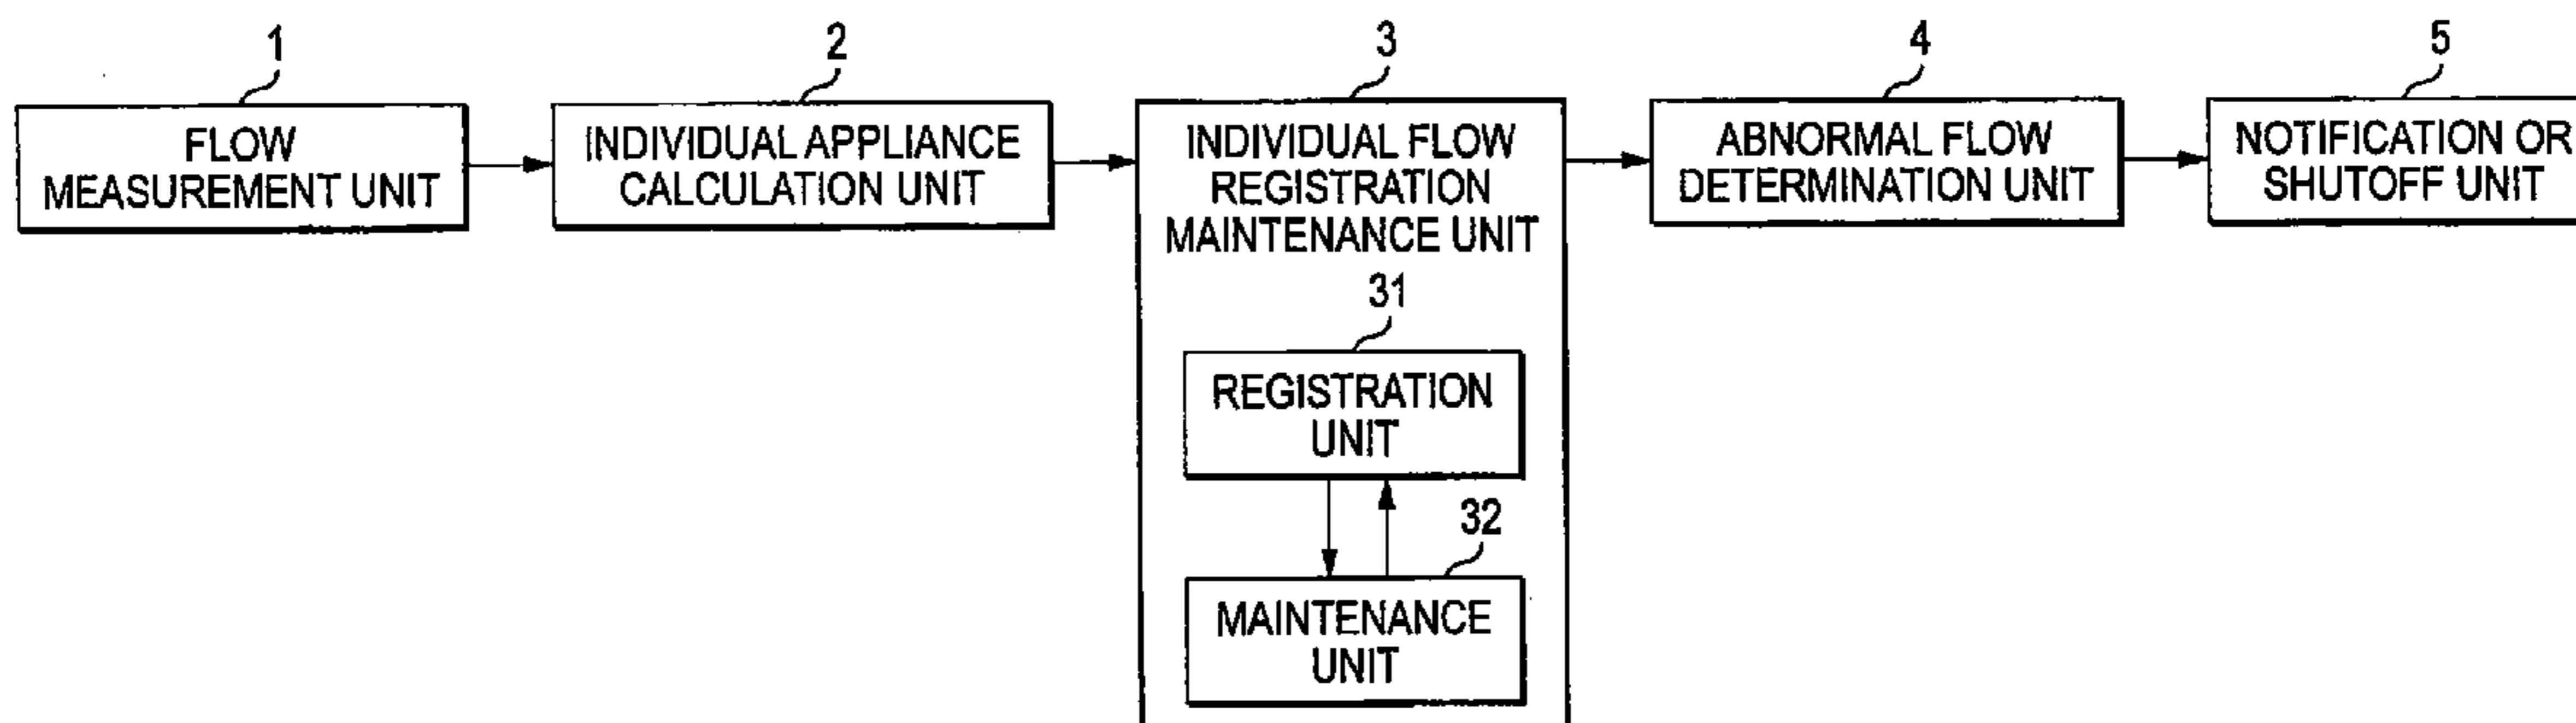 1
2
3
4
5
FLOW
MEASUREMENT UNIT
INDIVIDUAL APPLIANCE
CALCULATION UNIT
INDIVIDUAL FLOW
REGISTRATION
MAINTENANCE UNIT
ABNORMAL FLOW
DETERMINATION UNIT
NOTIFICATION OR
SHUTOFF UNIT
31
REGISTRATION
UNIT
32
MAINTENANCE
UNIT